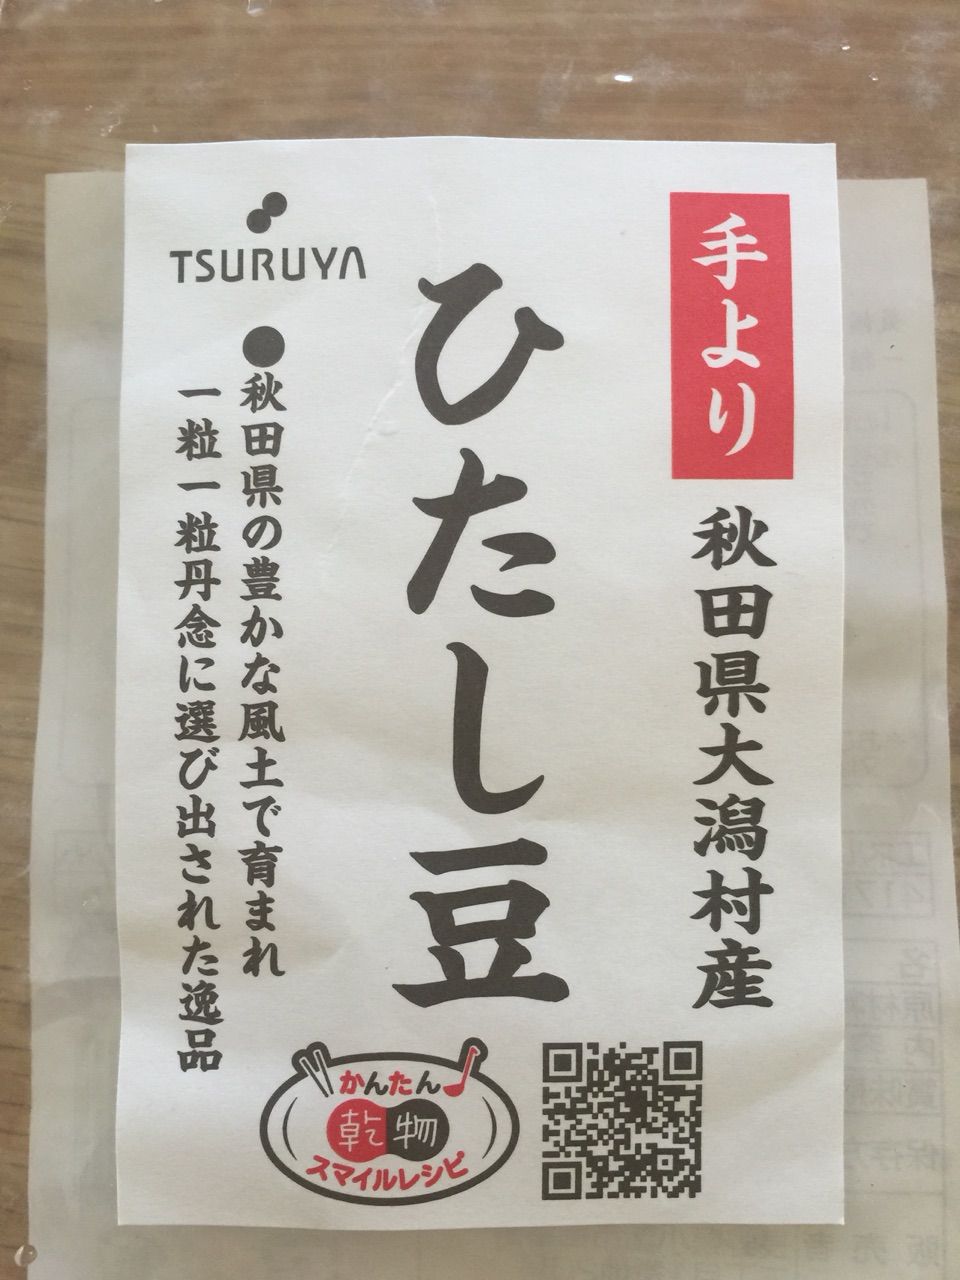 手より
秋田県大潟村産
ひたし豆
TSURUYA
●秋田県の豊かな風土で育まれ
一粒一粒丹念に選び出された逸品
かんたん
乾物
スマイルレシピ